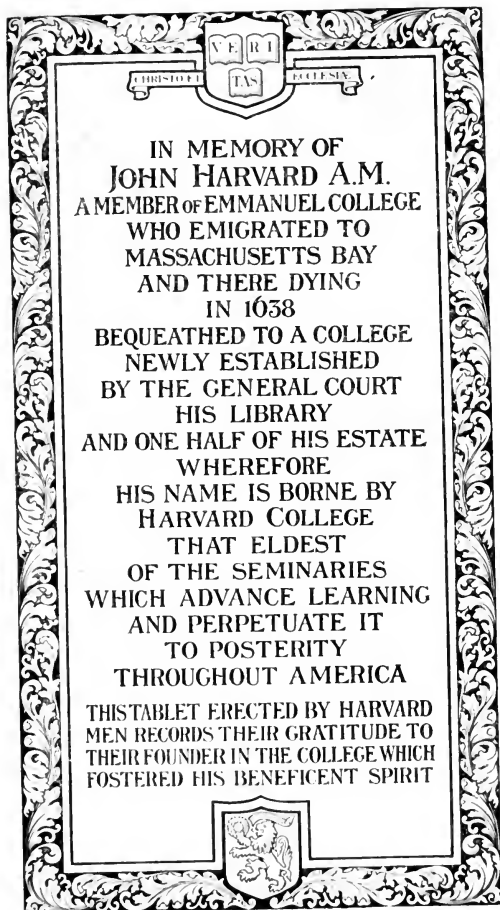 VE RI
TAS
CHRISTO ET ECCLESIÆ
IN MEMORY OF
JOHN HARVARD A.M.
A MEMBER OF EMMANUEL COLLEGE
WHO EMIGRATED TO
MASSACHUSETTS BAY
AND THERE DYING
IN 1638
BEQUEATHED TO A COLLEGE
NEWLY ESTABLISHED
BY THE GENERAL COURT
HIS LIBRARY
AND ONE HALF OF HIS ESTATE
WHEREFORE
HIS NAME IS BORNE BY
HARVARD COLLEGE
THAT ELDEST
OF THE SEMINARIES
WHICH ADVANCE LEARNING
AND PERPETUATE IT
TO POSTERITY
THROUGHOUT AMERICA
THIS TABLET ERECTED BY HARVARD
MEN RECORDS THEIR GRATITUDE TO
THEIR FOUNDER IN THE COLLEGE WHICH
FOSTERED HIS BENEFICENT SPIRIT